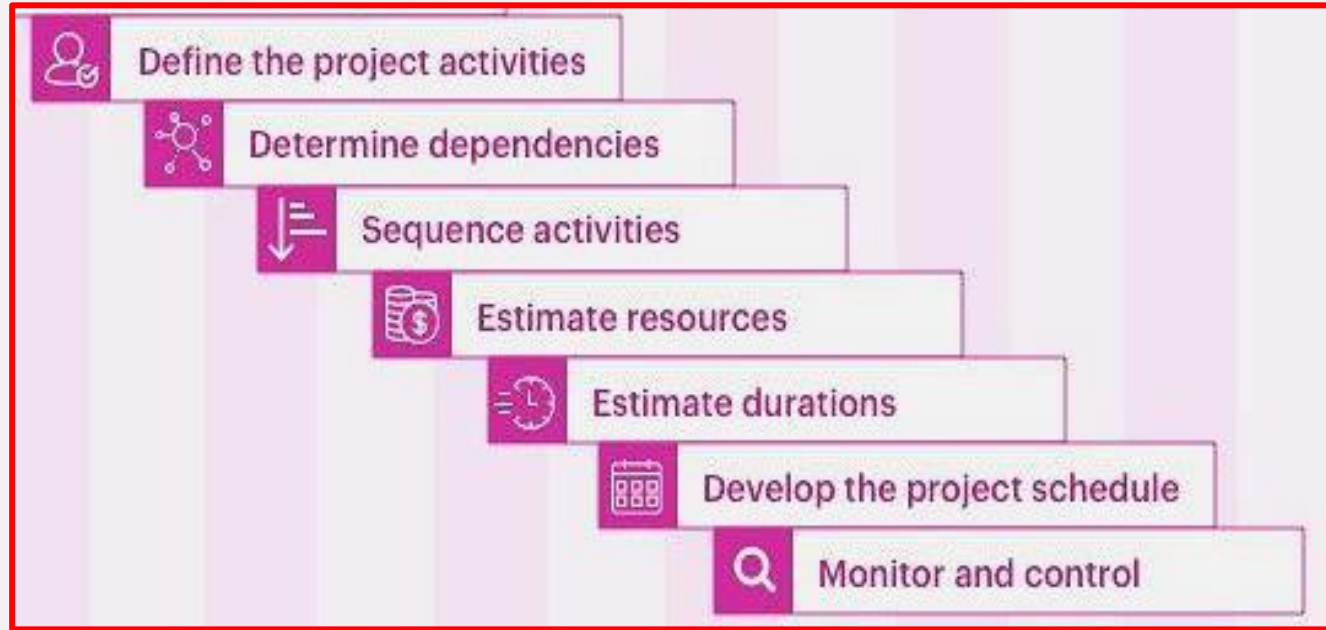 Define the project activities
Determine dependencies
Sequence activities
Estimate resources
Estimate durations
Develop the project schedule
Monitor and control